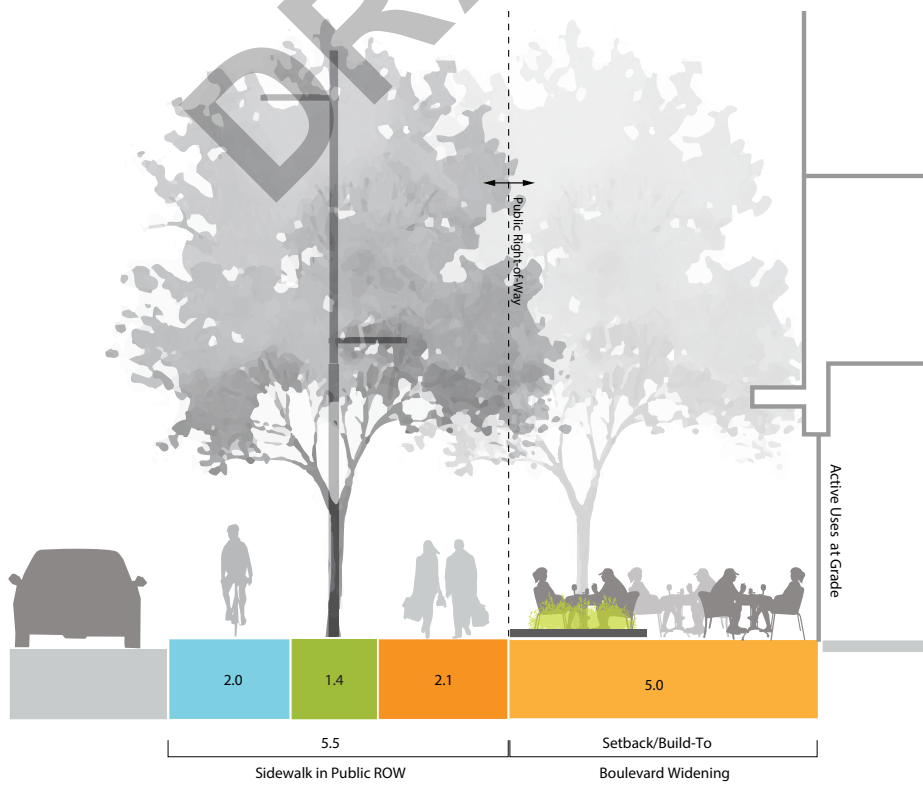 Public Right-of-Way
Active Uses at Grade
2.0
1.4
2.1
5.0
5.5
Setback/Build-To
Sidewalk in Public ROW
Boulevard Widening